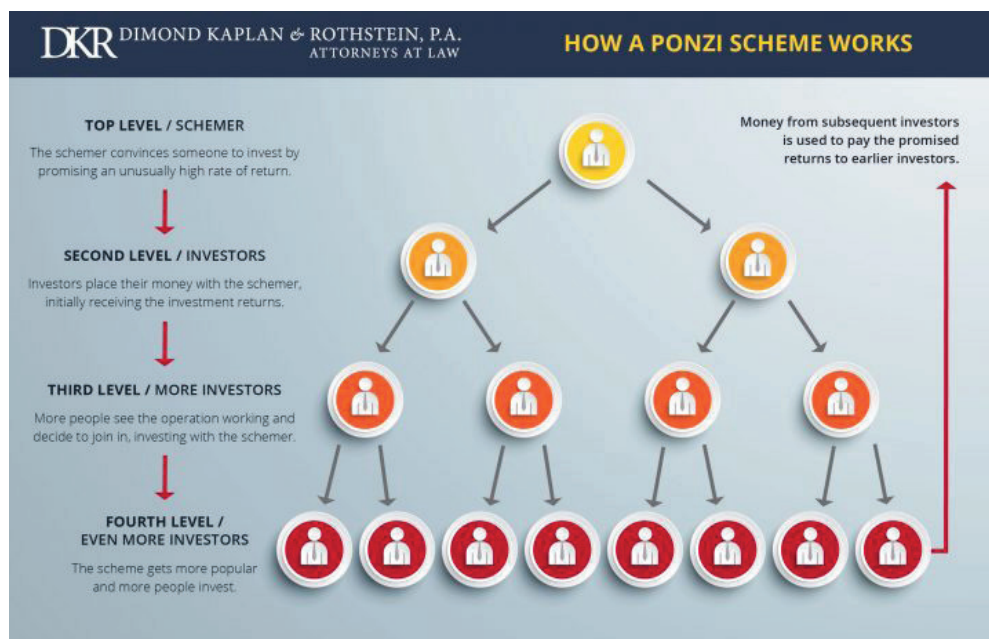 DKR DIMOND KAPLAN & ROTHSTEIN, P.A.
ATTORNEYS AT LAW
HOW A PONZI SCHEME WORKS
TOP LEVEL / SCHEMER
The schemer convinces someone to invest by
promising an unusually high rate of return.
SECOND LEVEL / INVESTORS
Investors place their money with the schemer,
initially receiving the investment returns.
THIRD LEVEL / MORE INVESTORS
More people see the operation working and
decide to join in, investing with the schemer.
FOURTH LEVEL /
EVEN MORE INVESTORS
The scheme gets more popular
and more people invest.
Money from subsequent investors
is used to pay the promised
returns to earlier investors.